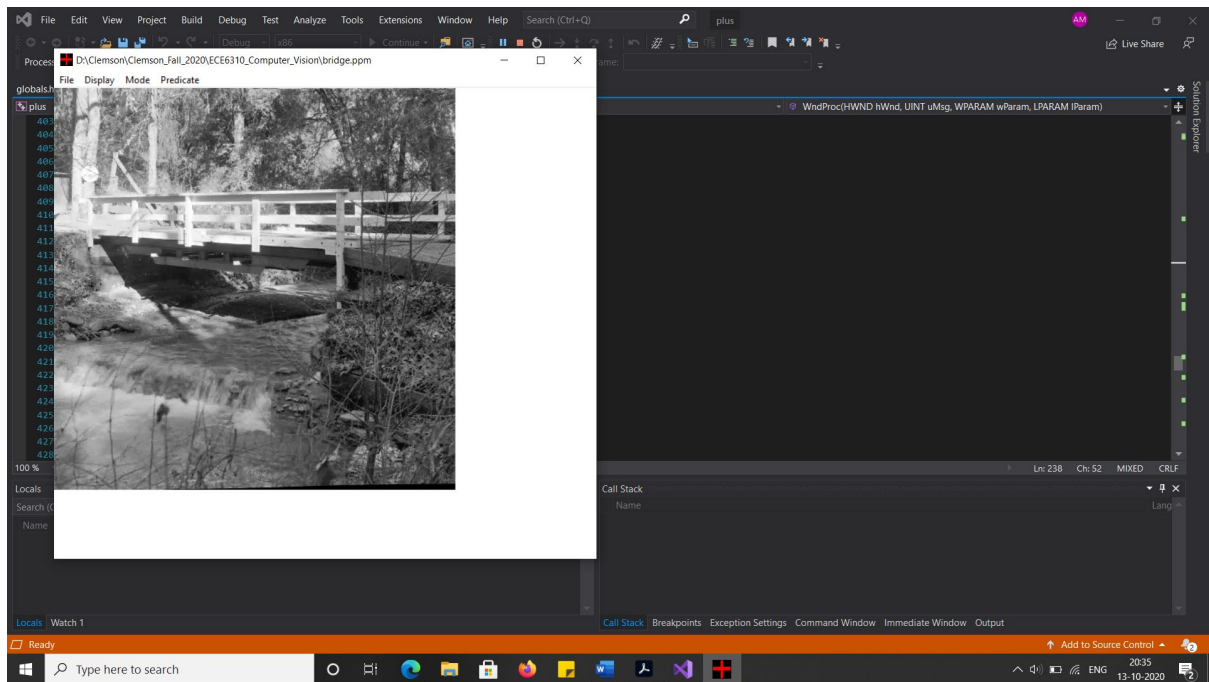 File Edit View Project Build Debug Test Analyze Tools Extensions Window Help Search (Ctrl+Q) plus AM
Debug x86 Continue Live Share
Process
D:\Clemson\Clemson_Fall_2020\ECE6310_Computer_Vision\bridge.ppm
File Display Mode Predicate
globals.h
plus WndProc(HWND hWnd, UINT uMsg, WPARAM wParam, LPARAM lParam)
Solution Explorer
403
404
405
406
407
408
409
410
411
412
413
414
415
416
417
418
419
420
421
422
423
424
425
426
427
428
100 % Ln: 238 Ch: 52 MIXED CRLF
Locals Call Stack
Search (C Name Lang
Name
Locals Watch 1 Call Stack Breakpoints Exception Settings Command Window Immediate Window Output
Ready Add to Source Control 2
Type here to search ENG 20:35
13-10-2020 2